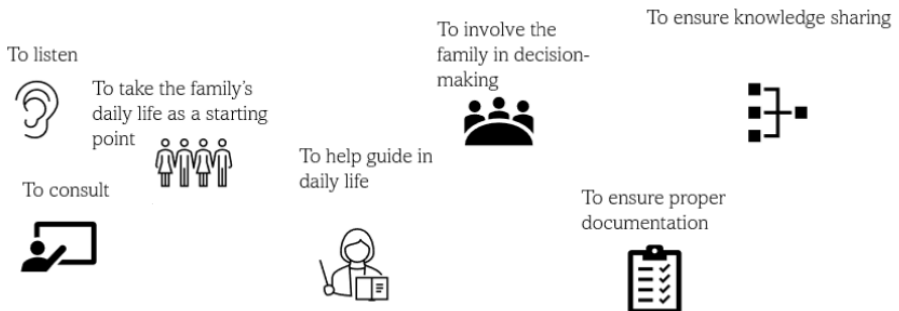 To listen
To take the family's
daily life as a starting
point
To consult
To help guide in
daily life
To involve the
family in decision-
making
To ensure proper
documentation
To ensure knowledge sharing